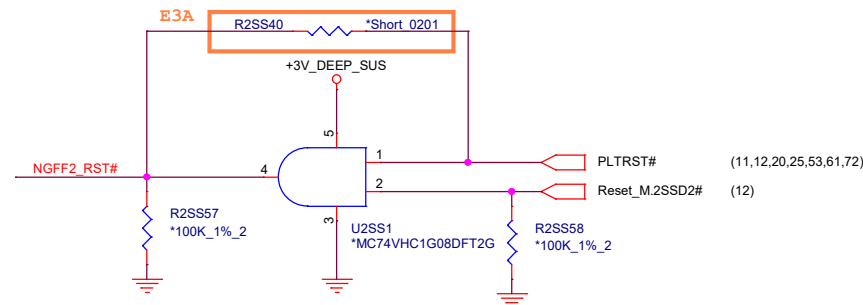 E3A
R2SS40 *Short_0201
+3V_DEEP_SUS
5
NGFF2_RST# 4 1 PLTRST# (11,12,20,25,53,61,72)
2 Reset_M.2SSD2# (12)
3
R2SS57
*100K_1%_2
U2SS1
*MC74VHC1G08DFT2G
R2SS58
*100K_1%_2